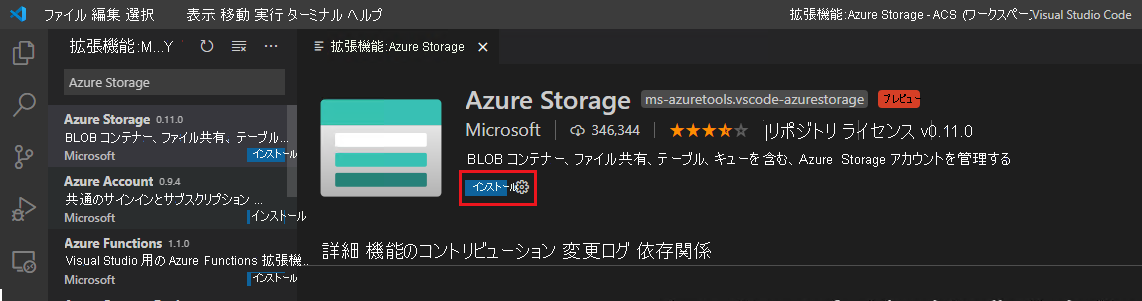 ファイル 編集 選択 表示 移動 実行 ターミナル ヘルプ 拡張機能:Azure Storage - ACS (ワークスペー Visual Studio Code
拡張機能:M...Y
Azure Storage
Azure Storage 0.11.0
BLOB コンテナー、ファイル共有、テーブル...
Microsoft インストール
Azure Account 0.9.4
共通のサインインとサブスクリプション ...
Microsoft インストール
Azure Functions 1.1.0
Visual Studio 用の Azure Functions 拡張機...
Microsoft インストール
拡張機能:Azure Storage
Azure Storage ms-azuretools.vscode-azurestorage プレビュー
Microsoft 346,344 リポジトリ ライセンス v0.11.0
BLOB コンテナー、ファイル共有、テーブル、キューを含む、Azure Storage アカウントを管理する
インストール
詳細 機能のコントリビューション 変更ログ 依存関係